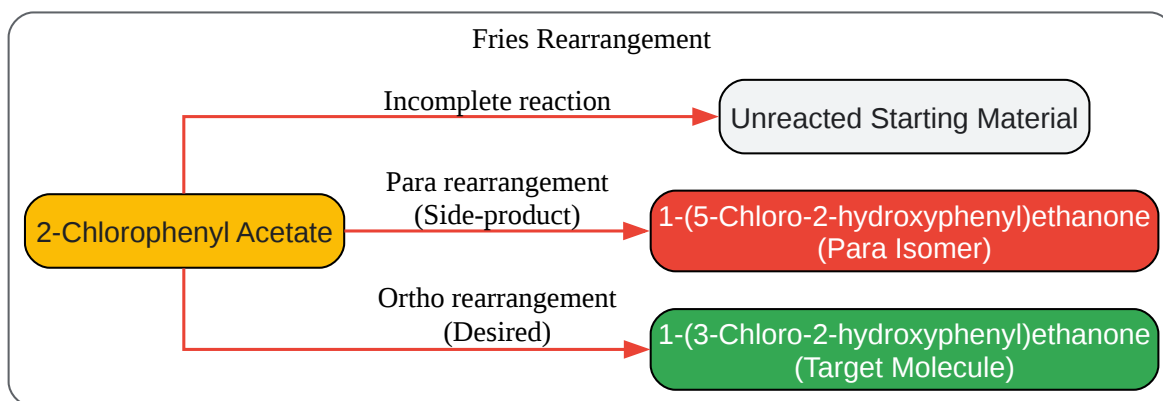 Fries Rearrangement
Incomplete reaction
Unreacted Starting Material
Para rearrangement
(Side-product)
2-Chlorophenyl Acetate
1-(5-Chloro-2-hydroxyphenyl)ethanone
(Para Isomer)
Ortho rearrangement
(Desired)
1-(3-Chloro-2-hydroxyphenyl)ethanone
(Target Molecule)